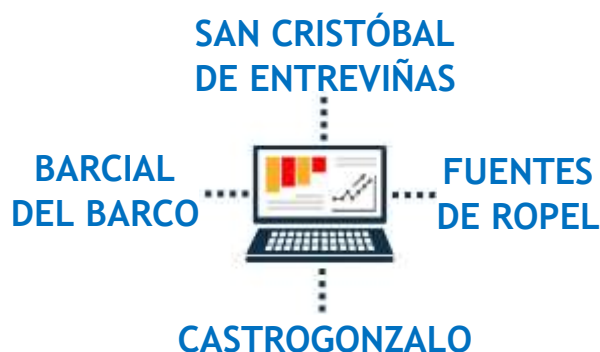 SAN CRISTÓBAL
DE ENTREVIÑAS
BARCIAL
DEL BARCO
FUENTES
DE ROPEL
CASTROGONZALO